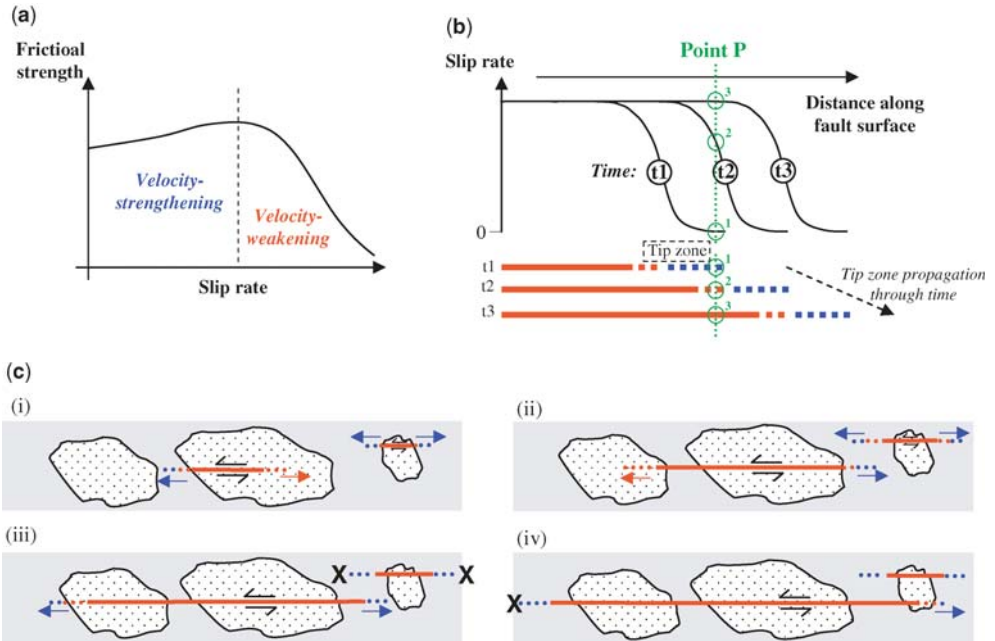 (a)
Frictioal
strength
Velocity-
strengthening
Velocity-
weakening
Slip rate
(b)
Point P
Slip rate
Distance along
fault surface
3
2
Time: t1 t2 t3
0
1
Tip zone
t1 1
t2 2
t3 3
Tip zone propagation
through time
(c)
(i)
(ii)
(iii)
X X
(iv)
X